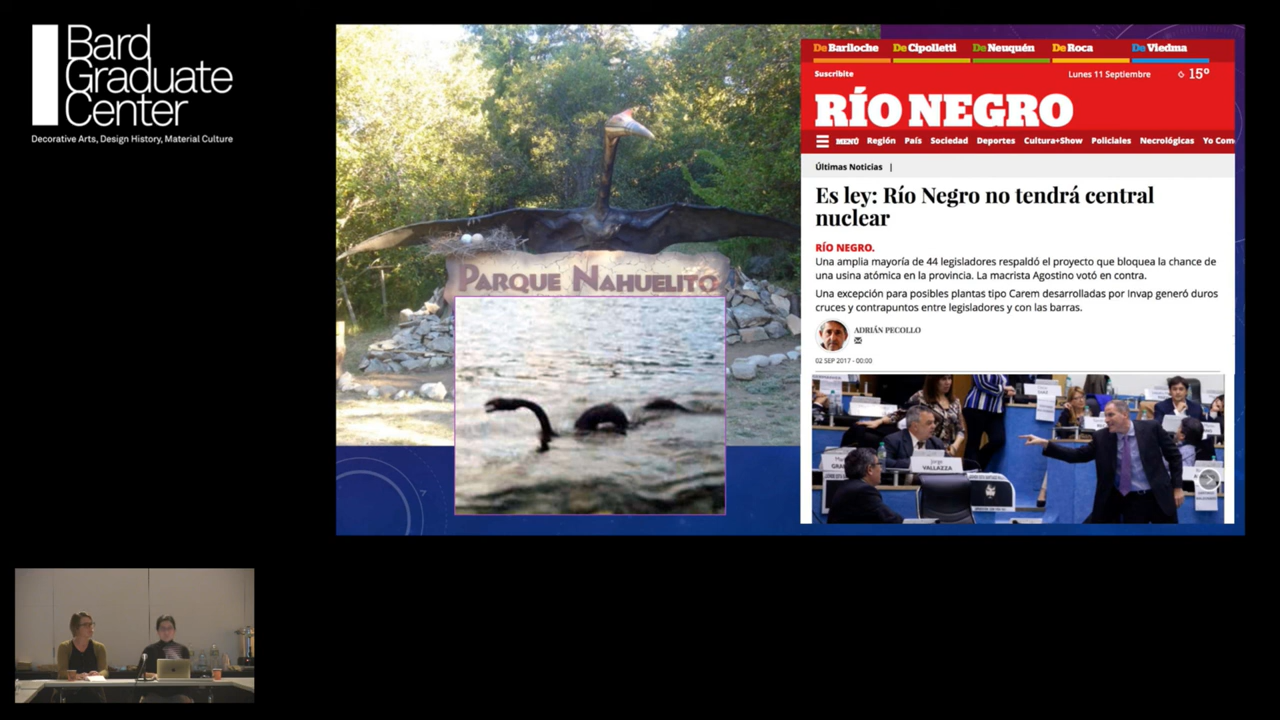 Bard
Graduate
Center
Decorative Arts, Design History, Material Culture
PARQUE NAHUELITO
De Bariloche
De Cipolletti
De Neuquén
De Roca
De Viedma
Suscribite
Lunes 11 Septiembre
15º
RÍO NEGRO
MENÚ
Región
País
Sociedad
Deportes
Cultura+Show
Policiales
Necrológicas
Yo Com
Últimas Noticias |
Es ley: Río Negro no tendrá central
nuclear
RÍO NEGRO.
Una amplia mayoría de 44 legisladores respaldó el proyecto que bloquea la chance de
una usina atómica en la provincia. La macrista Agostino votó en contra.
Una excepción para posibles plantas tipo Carem desarrolladas por Invap generó duros
cruces y contrapuntos entre legisladores y con las barras.
ADRIÁN PECOLLO
02 SEP 2017 - 00:00
Jorge
VALLAZZA